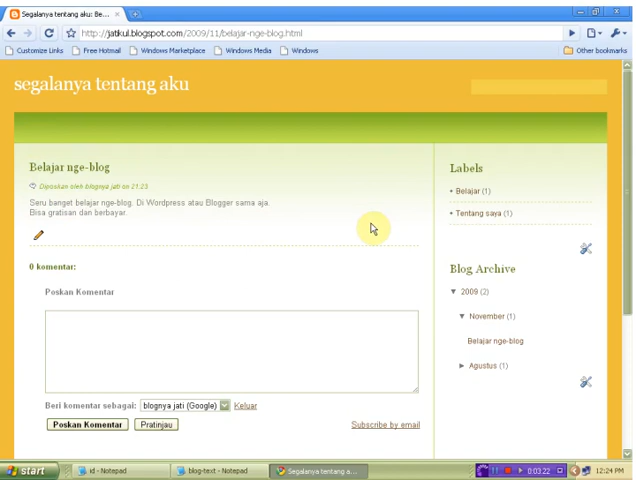 Segalanya tentang aku: Be...
http://jatikul.blogspot.com/2009/11/belajar-nge-blog.html
Customize Links Free Hotmail Windows Marketplace Windows Media Windows Other bookmarks
segalanya tentang aku
Belajar nge-blog
Diposkan oleh blognya jati on 21:23
Seru banget belajar nge-blog. Di Wordpress atau Blogger sama aja.
Bisa gratisan dan berbayar.
0 komentar:
Poskan Komentar
Beri komentar sebagai: blognya jati (Google) Keluar
Poskan Komentar Pratinjau Subscribe by email
Labels
Belajar (1)
Tentang saya (1)
Blog Archive
▼ 2009 (2)
▼ November (1)
Belajar nge-blog
► Agustus (1)
start id - Notepad blog-text - Notepad Segalanya tentang a... 0:03:22 12:24 PM